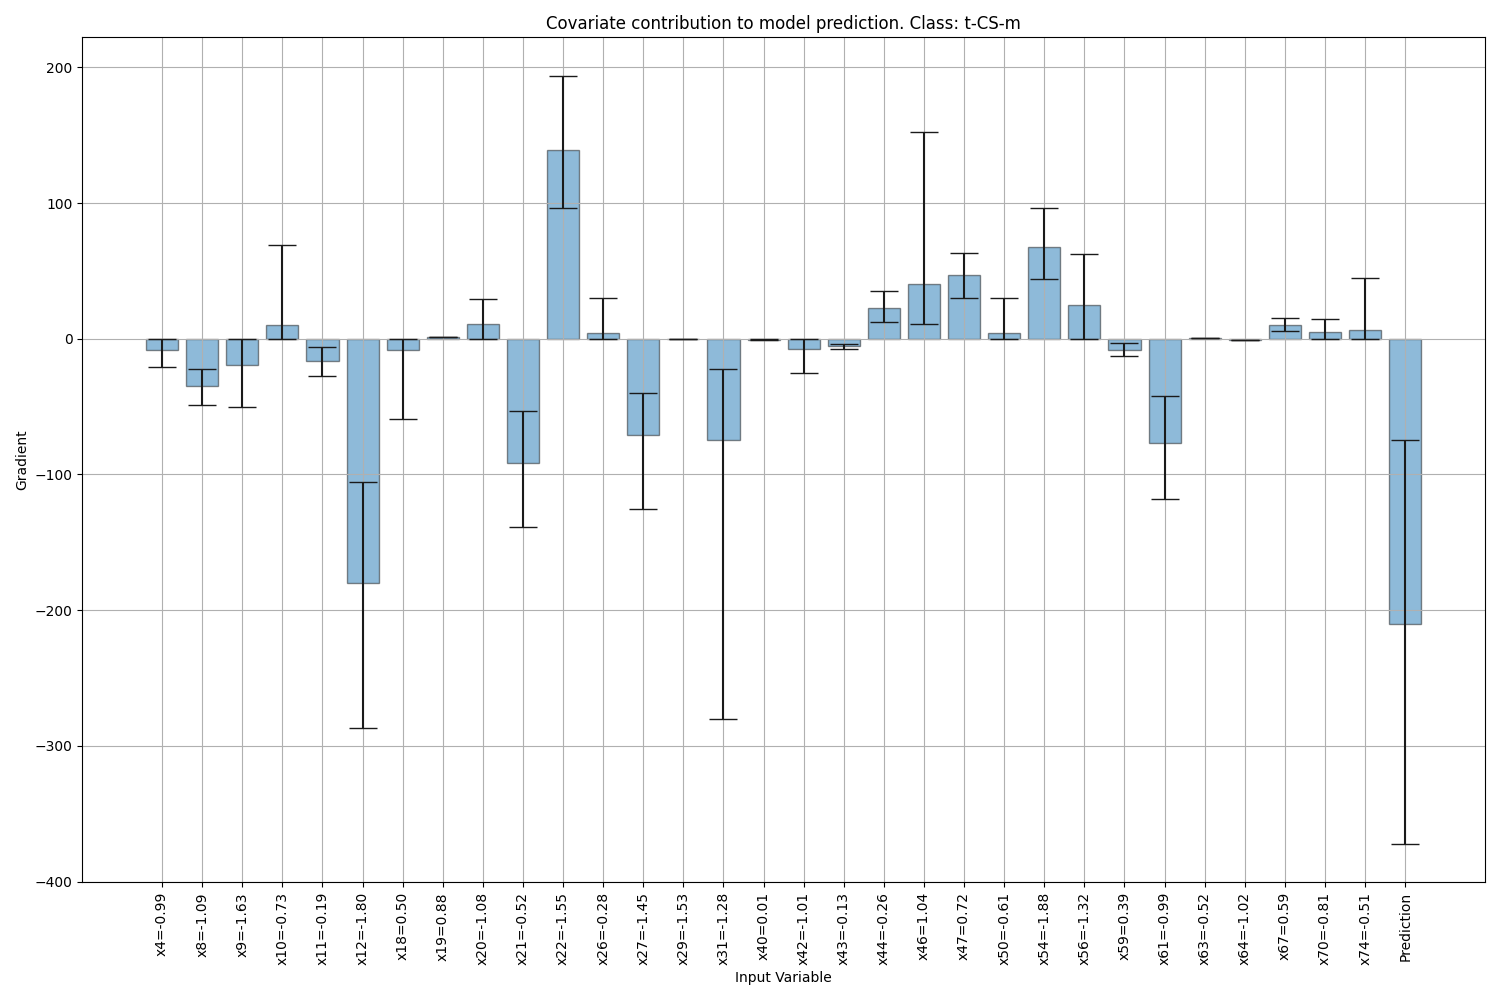 Covariate contribution to model prediction. Class: t-CS-m
Gradient
200
100
0
−100
−200
−300
−400
x4=-0.99
x8=-1.09
x9=-1.63
x10=-0.73
x11=-0.19
x12=-1.80
x18=0.50
x19=0.88
x20=-1.08
x21=-0.52
x22=-1.55
x26=-0.28
x27=-1.45
x29=-1.53
x31=-1.28
x40=0.01
x42=-1.01
x43=-0.13
x44=-0.26
x46=1.04
x47=0.72
x50=-0.61
x54=-1.88
x56=-1.32
x59=0.39
x61=-0.99
x63=-0.52
x64=-1.02
x67=0.59
x70=-0.81
x74=-0.51
Prediction
Input Variable